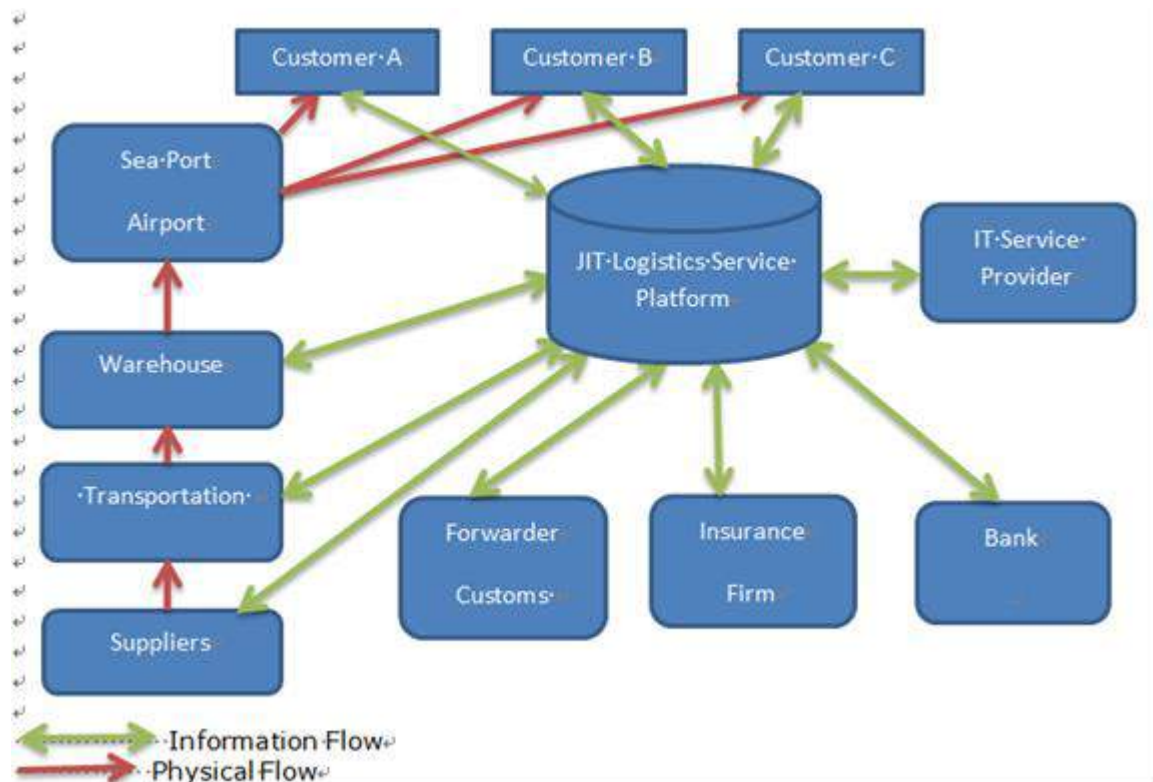 Customer·A
Customer·B
Customer·C
Sea·Port
Airport
JIT·Logistics·Service·
Platform
IT·Service·
Provider
Warehouse
·Transportation·
Suppliers
Forwarder
Customs·
Insurance
Firm
Bank
Information·Flow↵
Physical·Flow↵